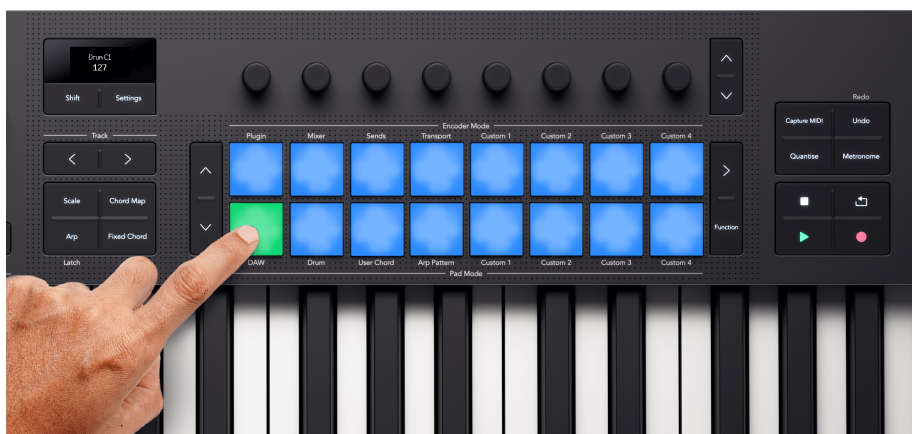 Drum C1
127
Shift Settings
Track
Scale Chord Map
Arp Fixed Chord
Latch
Encoder Mode
Plugin Mixer Sends Transport Custom 1 Custom 2 Custom 3 Custom 4
Function
DAW Drum User Chord Arp Pattern Custom 1 Custom 2 Custom 3 Custom 4
Pad Mode
Redo
Capture MIDI Undo
Quantise Metronome